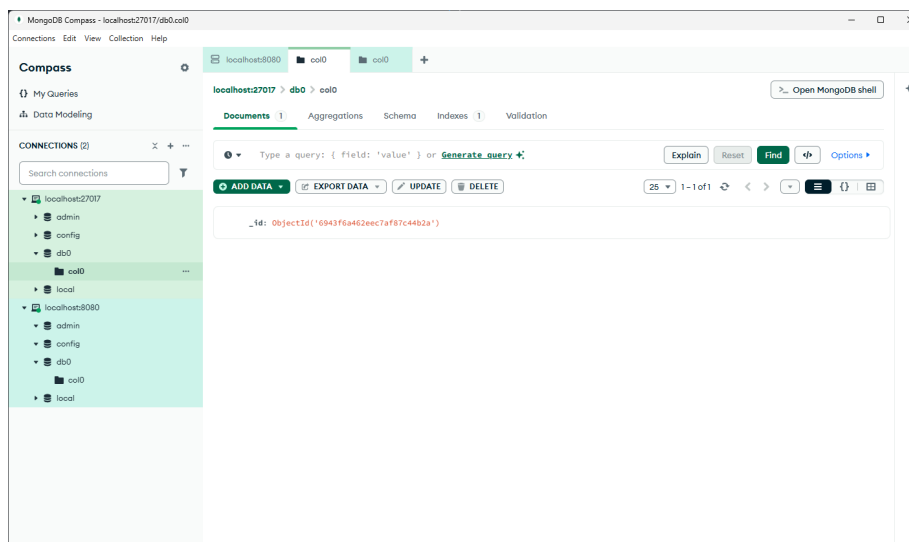 MongoDB Compass - localhost:27017/db0.col0
Connections Edit View Collection Help
Compass
{} My Queries
Data Modeling
CONNECTIONS (2)
Search connections
localhost:27017
admin
config
db0
col0
local
localhost:8080
admin
config
db0
col0
local
localhost:8080 col0 col0
localhost:27017 > db0 > col0
>_ Open MongoDB shell
Documents 1 Aggregations Schema Indexes 1 Validation
Type a query: { field: 'value' } or Generate query
Explain Reset Find </> Options
ADD DATA EXPORT DATA UPDATE DELETE
25 1 – 1 of 1 {}
_id: ObjectId('6943f6a462eec7af87c44b2a')